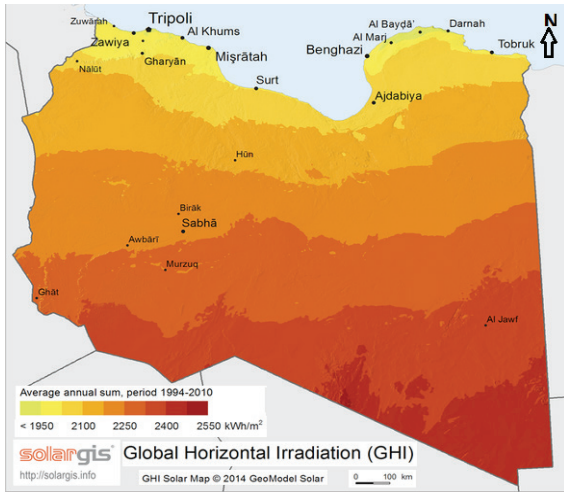 Zuwārah
Tripoli
Al Khums
Zawiya
Mişrātah
Gharyān
Nālūt
Surt
Al Bayḍā'
Darnah
Al Marj
Benghazi
Tobruk
Ajdabiya
N
Hūn
Birāk
Sabhā
Awbārī
Murzuq
Ghāt
Al Jawf
Average annual sum, period 1994-2010
< 1950 2100 2250 2400 2550 kWh/m²
solargis®
http://solargis.info
Global Horizontal Irradiation (GHI)
GHI Solar Map © 2014 GeoModel Solar
0 100 km